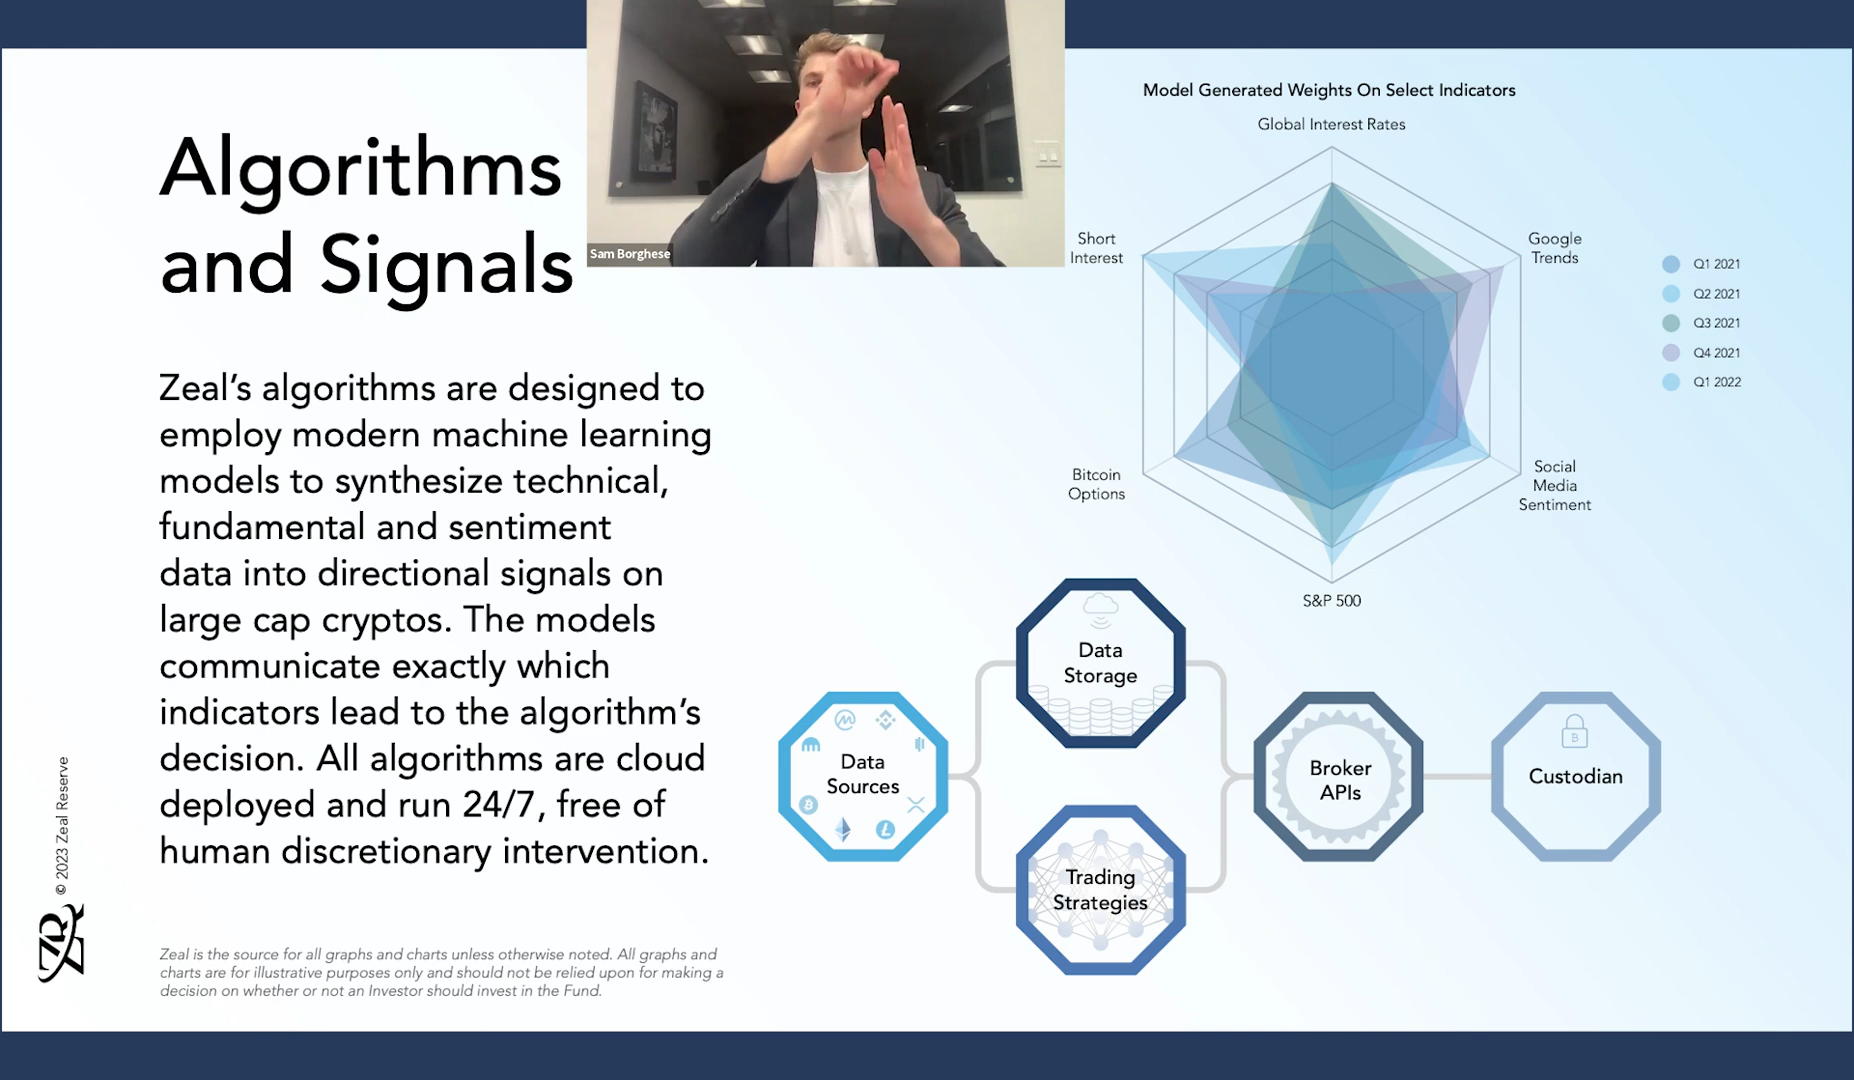 Algorithms
and Signals
Zeal's algorithms are designed to
employ modern machine learning
models to synthesize technical,
fundamental and sentiment
data into directional signals on
large cap cryptos. The models
communicate exactly which
indicators lead to the algorithm's
decision. All algorithms are cloud
deployed and run 24/7, free of
human discretionary intervention.
Zeal is the source for all graphs and charts unless otherwise noted. All graphs and
charts are for illustrative purposes only and should not be relied upon for making a
decision on whether or not an Investor should invest in the Fund.
© 2023 Zeal Reserve
ZR
Sam Borghese
Model Generated Weights On Select Indicators
Global Interest Rates
Short
Interest
Google
Trends
Bitcoin
Options
Social
Media
Sentiment
S&P 500
Q1 2021
Q2 2021
Q3 2021
Q4 2021
Q1 2022
Data
Sources
Data
Storage
Trading
Strategies
Broker
APIs
Custodian